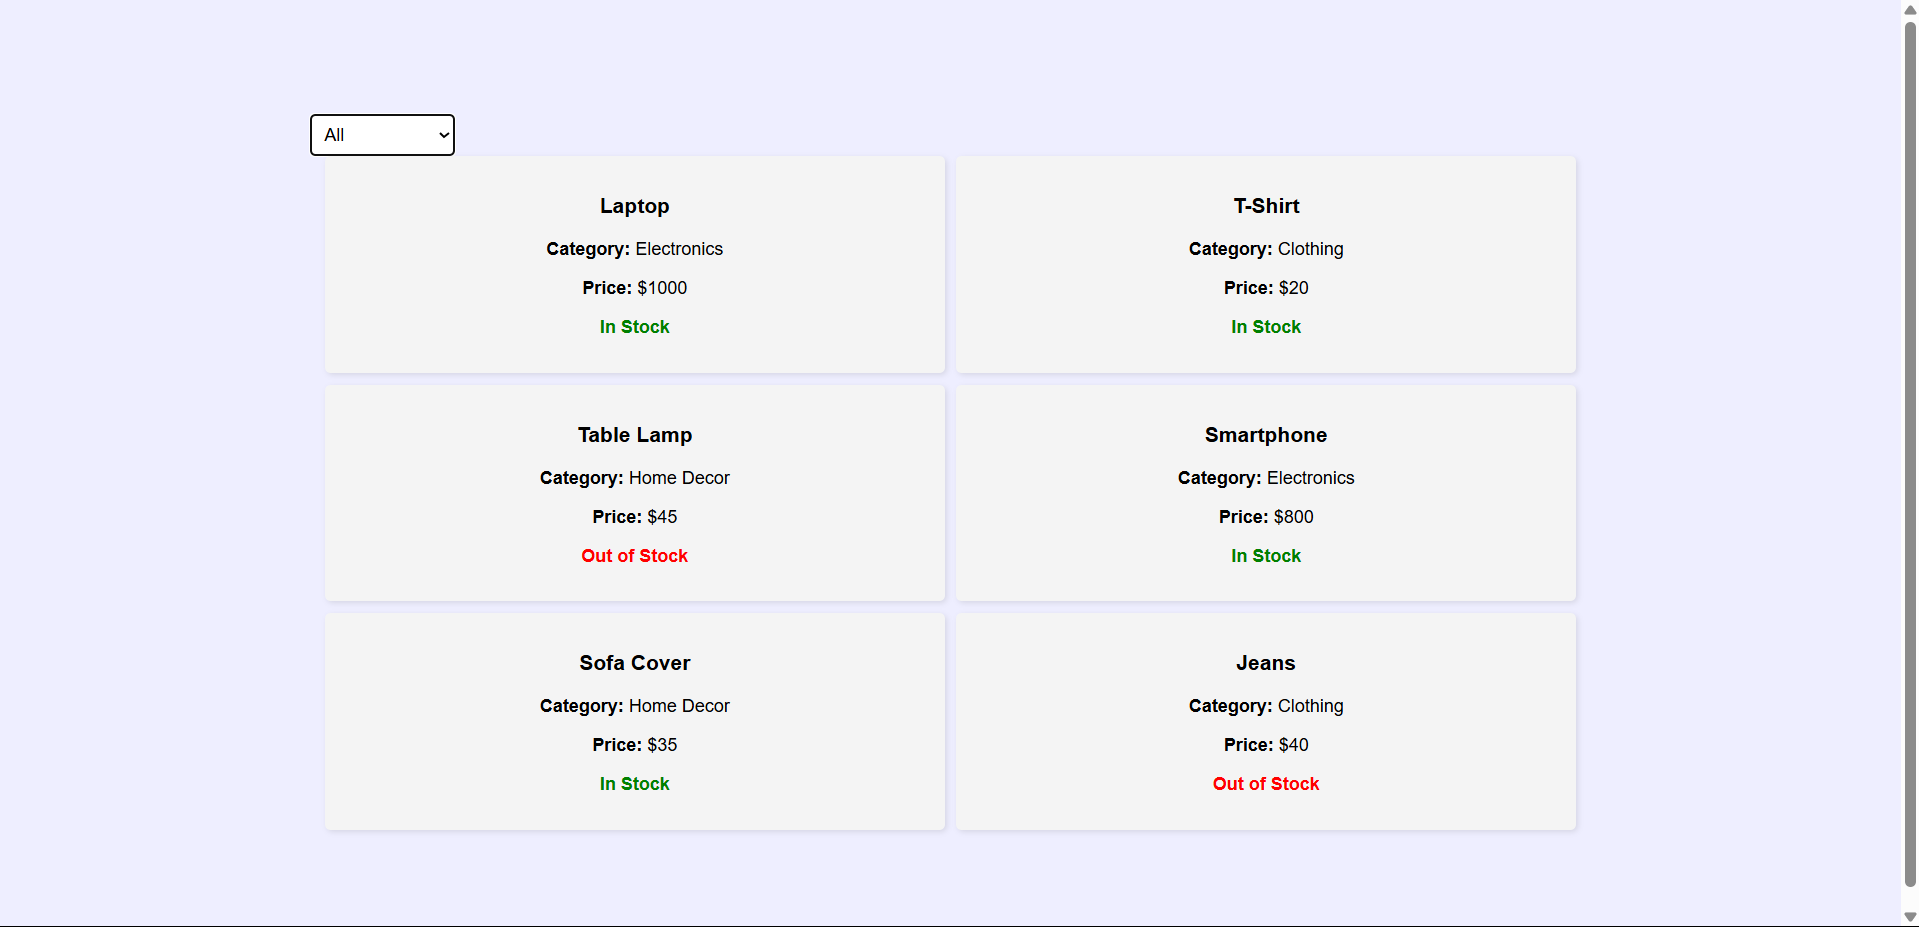 All
Laptop
Category: Electronics
Price: $1000
In Stock
T-Shirt
Category: Clothing
Price: $20
In Stock
Table Lamp
Category: Home Decor
Price: $45
Out of Stock
Smartphone
Category: Electronics
Price: $800
In Stock
Sofa Cover
Category: Home Decor
Price: $35
In Stock
Jeans
Category: Clothing
Price: $40
Out of Stock